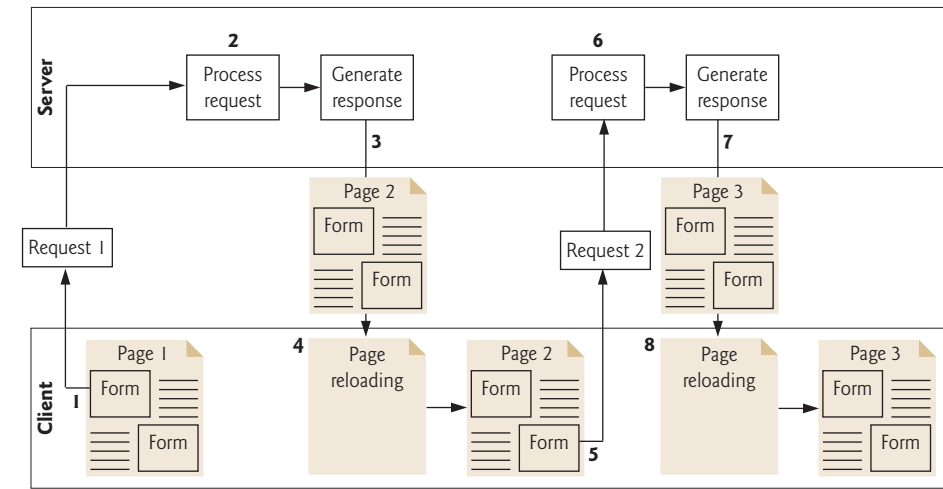 Server
2
Process
request
Generate
response
3
6
Process
request
Generate
response
7
Page 2
Form
Form
Page 3
Form
Form
Request 1
Request 2
Client
1
Page 1
Form
Form
4
Page
reloading
Page 2
Form
Form
5
8
Page
reloading
Page 3
Form
Form